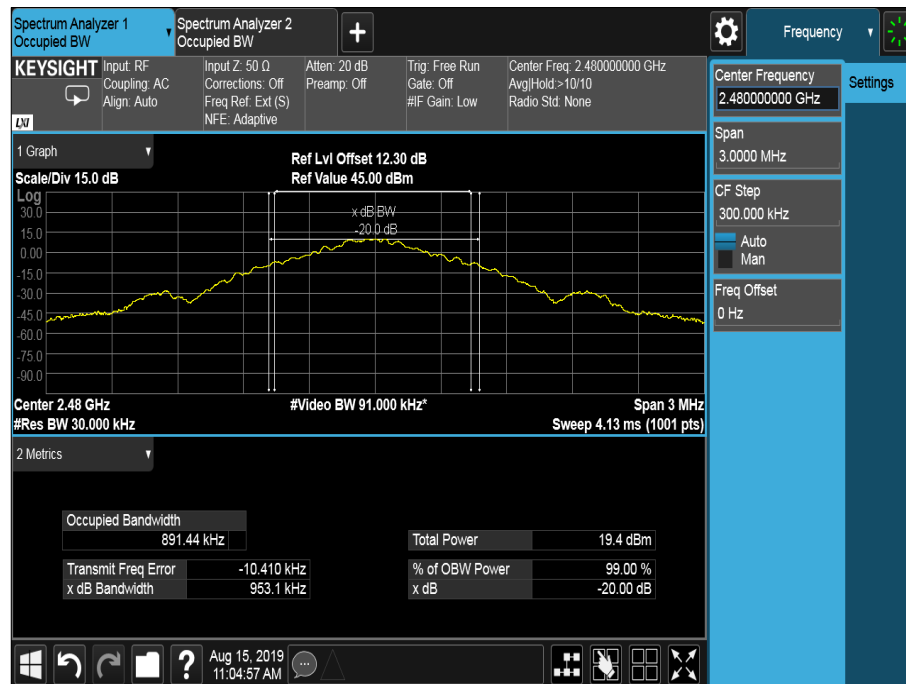 Spectrum Analyzer 1
Occupied BW
Spectrum Analyzer 2
Occupied BW
Frequency
KEYSIGHT
LXI
Input: RF
Coupling: AC
Align: Auto
Input Z: 50 Ω
Corrections: Off
Freq Ref: Ext (S)
NFE: Adaptive
Atten: 20 dB
Preamp: Off
Trig: Free Run
Gate: Off
#IF Gain: Low
Center Freq: 2.480000000 GHz
Avg|Hold:>10/10
Radio Std: None
Center Frequency
2.480000000 GHz
Settings
Span
3.0000 MHz
CF Step
300.000 kHz
Auto
Man
Freq Offset
0 Hz
1 Graph
Scale/Div 15.0 dB
Ref Lvl Offset 12.30 dB
Ref Value 45.00 dBm
Log
30.0
15.0
0.00
-15.0
-30.0
-45.0
-60.0
-75.0
-90.0
x dB BW
-20.0 dB
Center 2.48 GHz
#Video BW 91.000 kHz*
Span 3 MHz
#Res BW 30.000 kHz
Sweep 4.13 ms (1001 pts)
2 Metrics
Occupied Bandwidth
891.44 kHz
Total Power 19.4 dBm
Transmit Freq Error -10.410 kHz
% of OBW Power 99.00 %
x dB Bandwidth 953.1 kHz
x dB -20.00 dB
?
Aug 15, 2019
11:04:57 AM